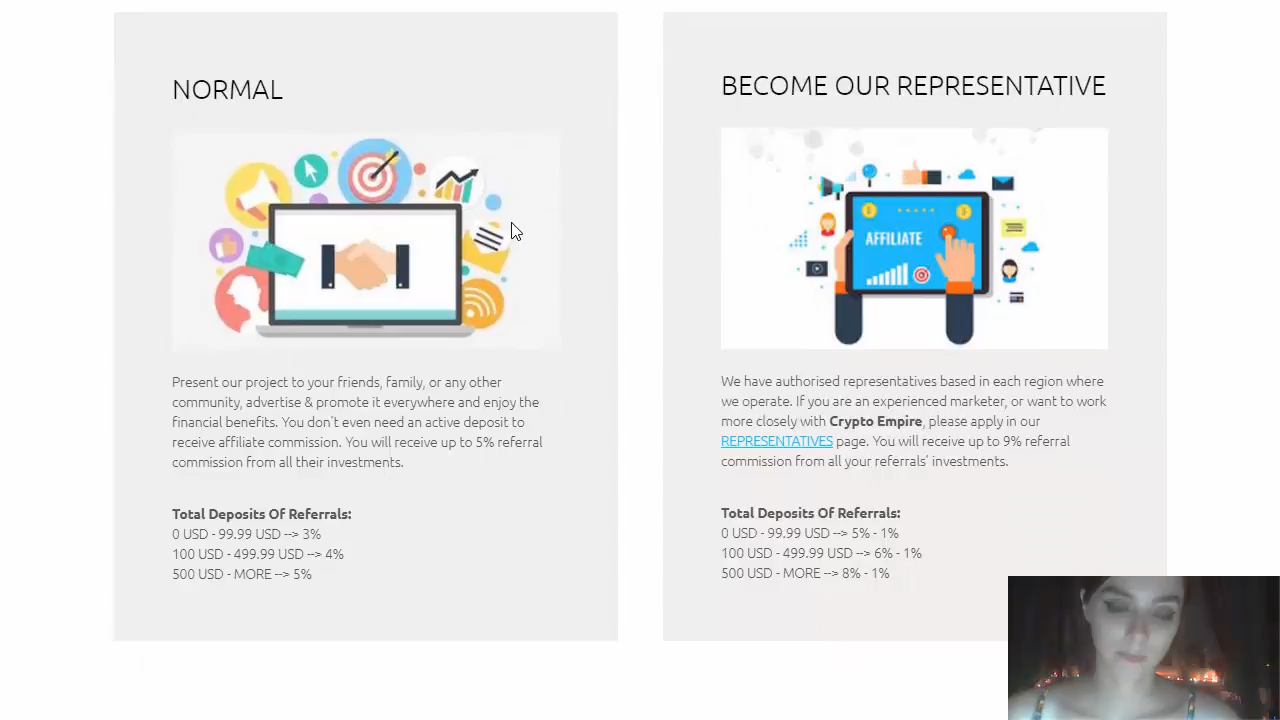 NORMAL
Present our project to your friends, family, or any other
community, advertise & promote it everywhere and enjoy the
financial benefits. You don't even need an active deposit to
receive affiliate commission. You will receive up to 5% referral
commission from all their investments.
Total Deposits Of Referrals:
0 USD - 99.99 USD --> 3%
100 USD - 499.99 USD --> 4%
500 USD - MORE --> 5%
BECOME OUR REPRESENTATIVE
AFFILIATE
We have authorised representatives based in each region where
we operate. If you are an experienced marketer, or want to work
more closely with Crypto Empire, please apply in our
REPRESENTATIVES page. You will receive up to 9% referral
commission from all your referrals' investments.
Total Deposits Of Referrals:
0 USD - 99.99 USD --> 5% - 1%
100 USD - 499.99 USD --> 6% - 1%
500 USD - MORE --> 8% - 1%